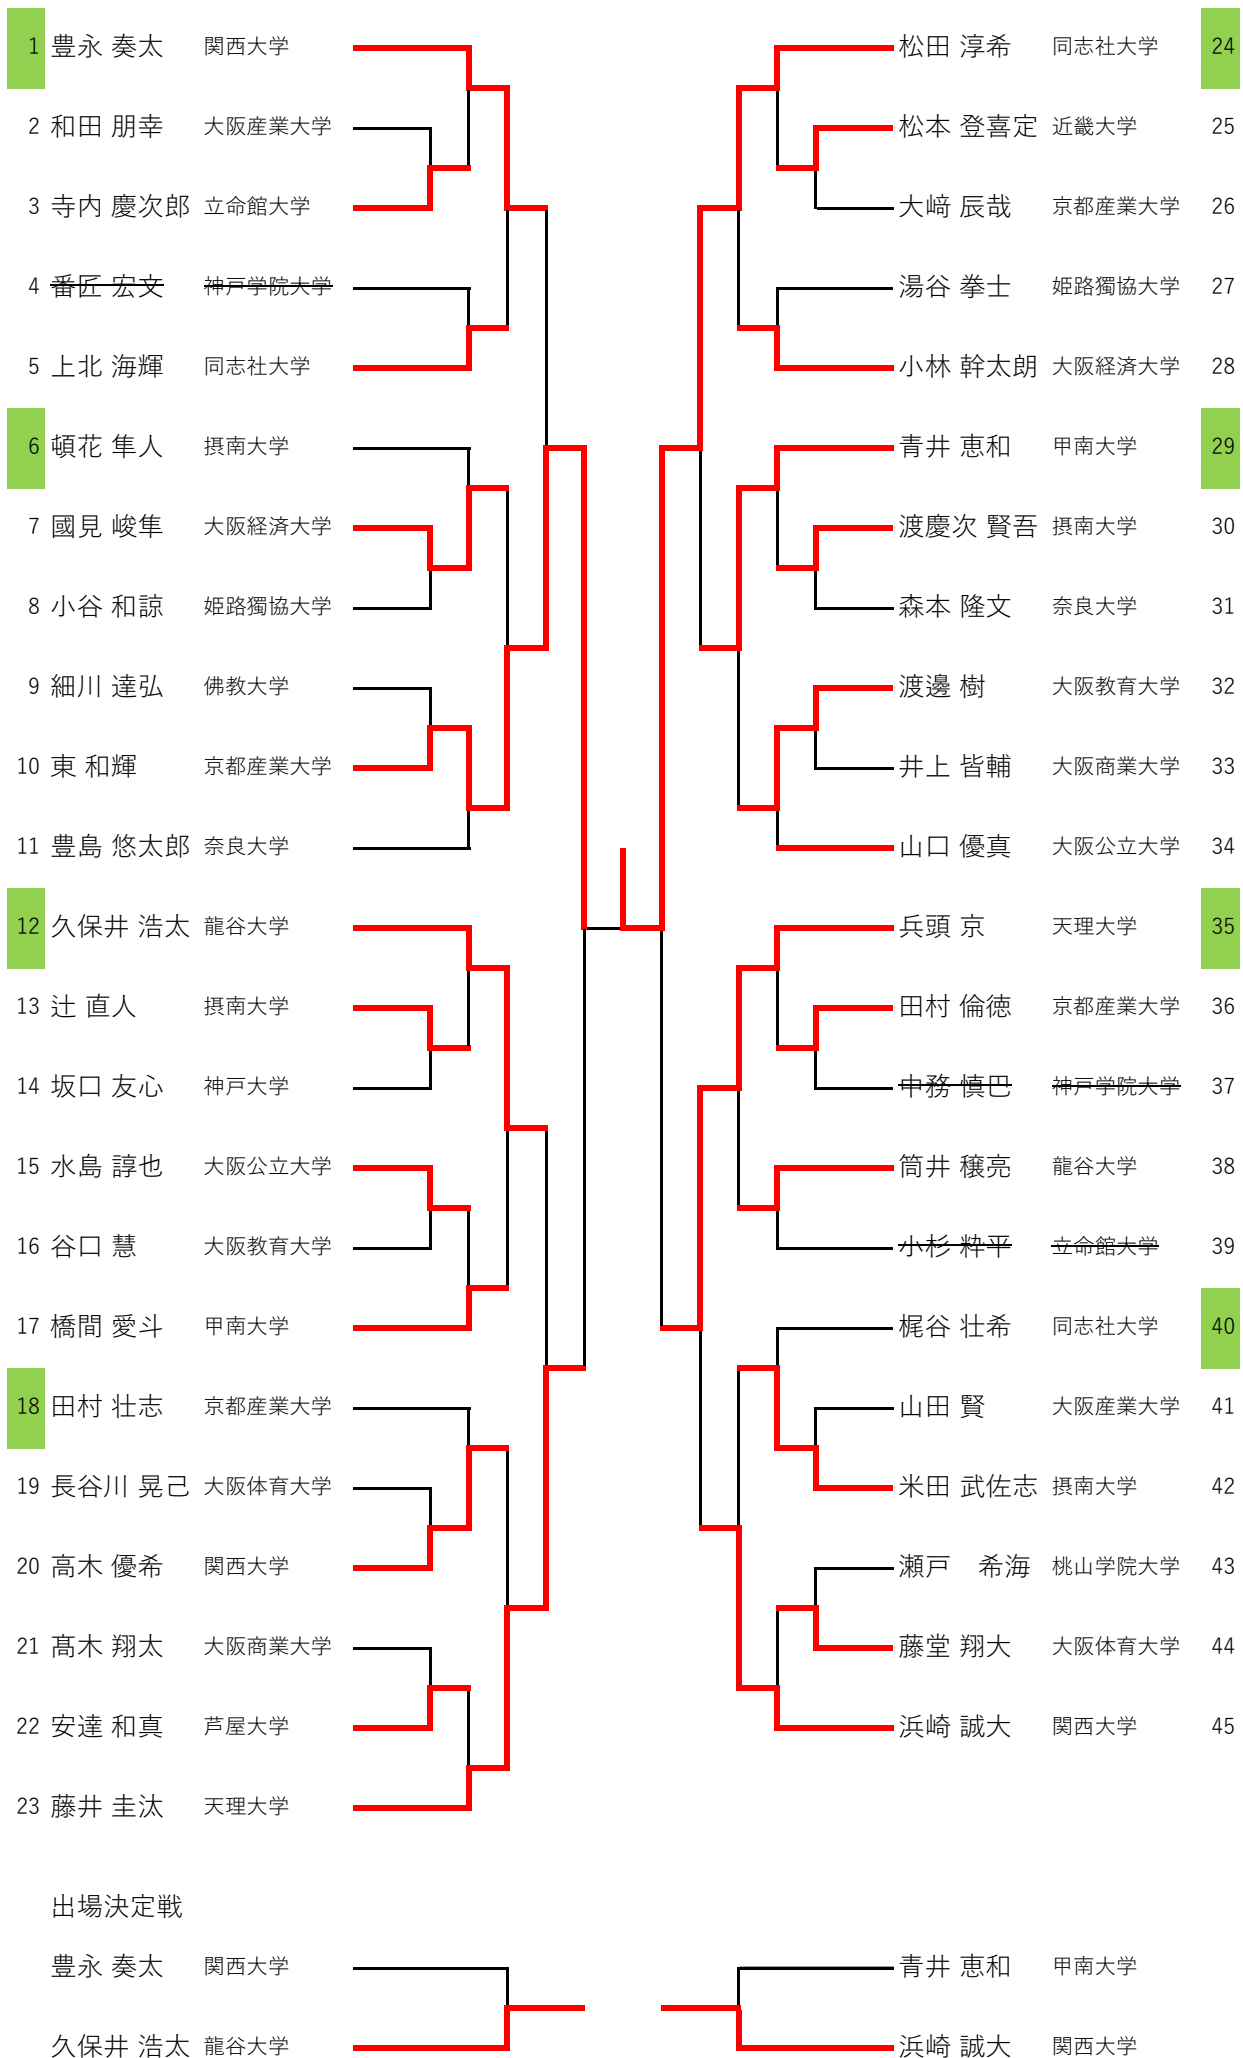 1 豊永 奏太 関西大学
2 和田 朋幸 大阪産業大学
3 寺内 慶次郎 立命館大学
4 番匠 宏文 神戸学院大学
5 上北 海輝 同志社大学
6 頓花 隼人 摂南大学
7 國見 峻隼 大阪経済大学
8 小谷 和諒 姫路獨協大学
9 細川 達弘 佛教大学
10 東 和輝 京都産業大学
11 豊島 悠太郎 奈良大学
12 久保井 浩太 龍谷大学
13 辻 直人 摂南大学
14 坂口 友心 神戸大学
15 水島 諄也 大阪公立大学
16 谷口 慧 大阪教育大学
17 橋間 愛斗 甲南大学
18 田村 壮志 京都産業大学
19 長谷川 晃己 大阪体育大学
20 高木 優希 関西大学
21 髙木 翔太 大阪商業大学
22 安達 和真 芦屋大学
23 藤井 圭汰 天理大学
松田 淳希 同志社大学 24
松本 登喜定 近畿大学 25
大﨑 辰哉 京都産業大学 26
湯谷 拳士 姫路獨協大学 27
小林 幹太朗 大阪経済大学 28
青井 恵和 甲南大学 29
渡慶次 賢吾 摂南大学 30
森本 隆文 奈良大学 31
渡邊 樹 大阪教育大学 32
井上 皆輔 大阪商業大学 33
山口 優真 大阪公立大学 34
兵頭 京 天理大学 35
田村 倫徳 京都産業大学 36
中務 慎巴 神戸学院大学 37
筒井 穣亮 龍谷大学 38
小杉 粋平 立命館大学 39
梶谷 壮希 同志社大学 40
山田 賢 大阪産業大学 41
米田 武佐志 摂南大学 42
瀬戸　希海 桃山学院大学 43
藤堂 翔大 大阪体育大学 44
浜崎 誠大 関西大学 45
出場決定戦
豊永 奏太 関西大学
久保井 浩太 龍谷大学
青井 恵和 甲南大学
浜崎 誠大 関西大学